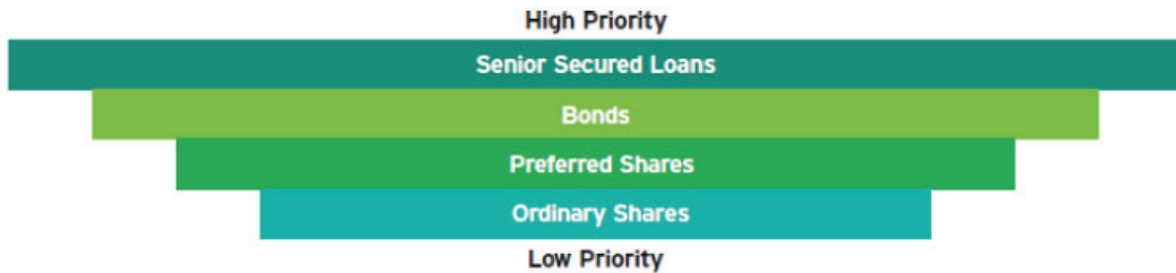 High Priority
Senior Secured Loans
Bonds
Preferred Shares
Ordinary Shares
Low Priority